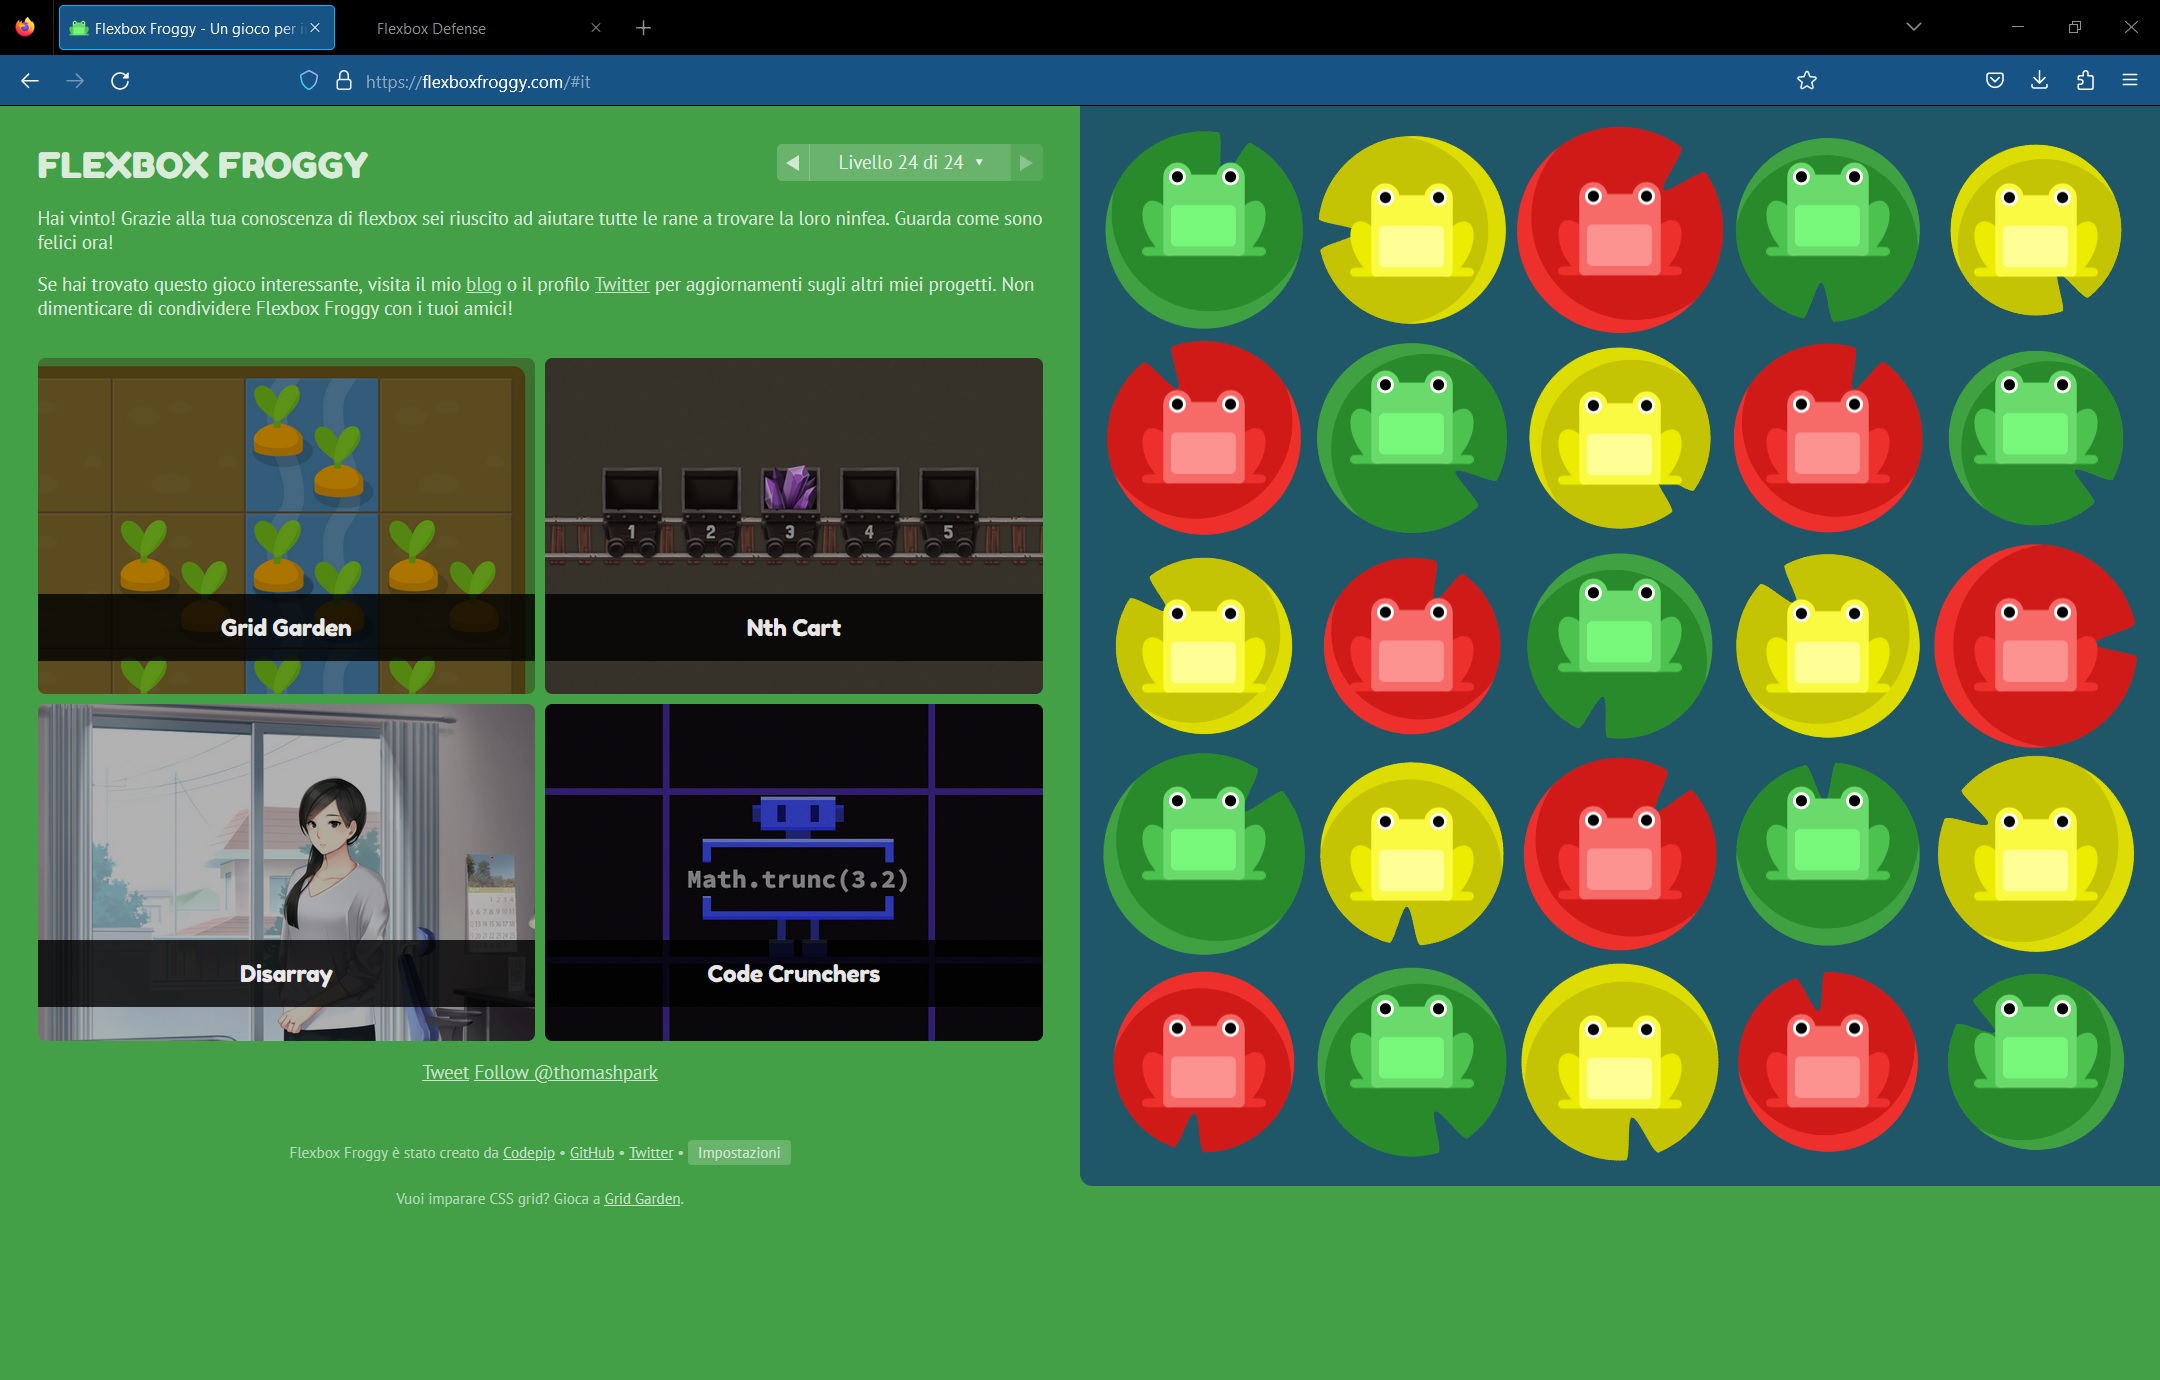 Flexbox Froggy - Un gioco per i
Flexbox Defense
https://flexboxfroggy.com/#it
FLEXBOX FROGGY
Livello 24 di 24
Hai vinto! Grazie alla tua conoscenza di flexbox sei riuscito ad aiutare tutte le rane a trovare la loro ninfea. Guarda come sono
felici ora!
Se hai trovato questo gioco interessante, visita il mio blog o il profilo Twitter per aggiornamenti sugli altri miei progetti. Non
dimenticare di condividere Flexbox Froggy con i tuoi amici!
1 2 3 4 5
Grid Garden
Nth Cart
Math.trunc(3.2)
Disarray
Code Crunchers
Tweet Follow @thomashpark
Flexbox Froggy è stato creato da Codepip • GitHub • Twitter • Impostazioni
Vuoi imparare CSS grid? Gioca a Grid Garden.